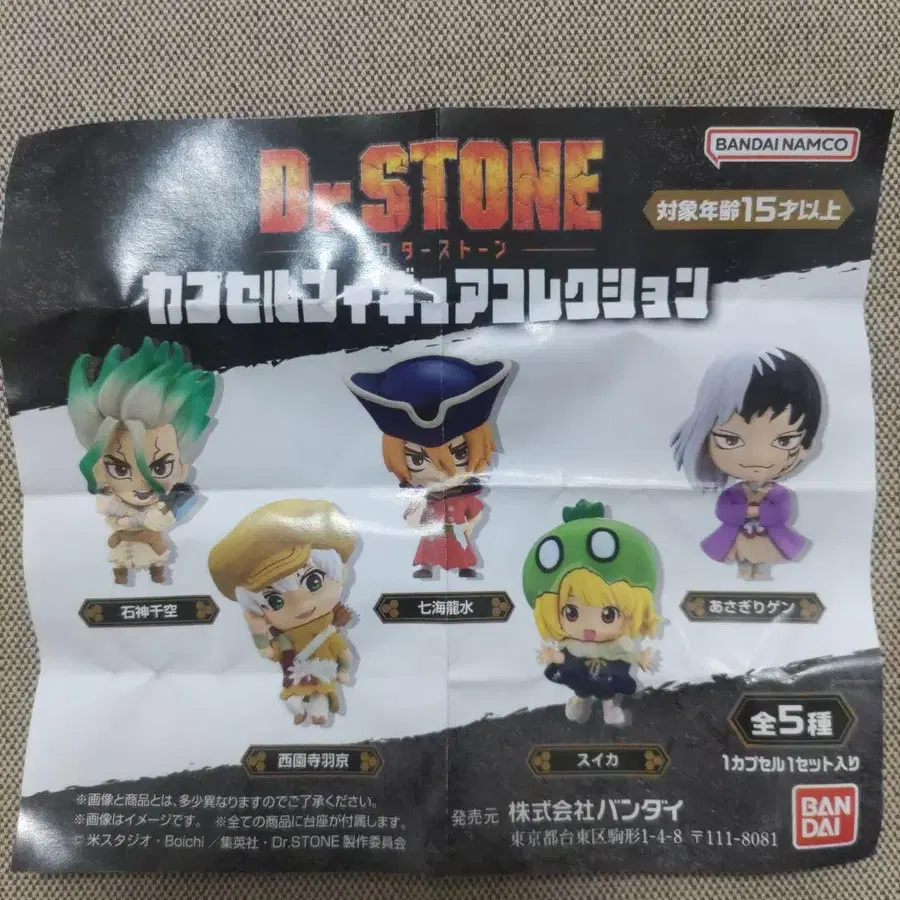 BANDAI NAMCO
Dr.STONE
対象年齢15才以上
ターストーン
カプセルフィギュアコレクション
石神千空
七海龍水
あさぎりゲン
西園寺羽京
スイカ
全5種
1カプセル1セット入り
※画像と商品とは、多少異なりますのでご了承ください。
※画像はイメージです。 ※全ての商品に台座が付属します。
© 米スタジオ・Boichi／集英社・Dr.STONE 製作委員会
発売元 株式会社バンダイ
東京都台東区駒形1-4-8 〒111-8081
BAN
DAI